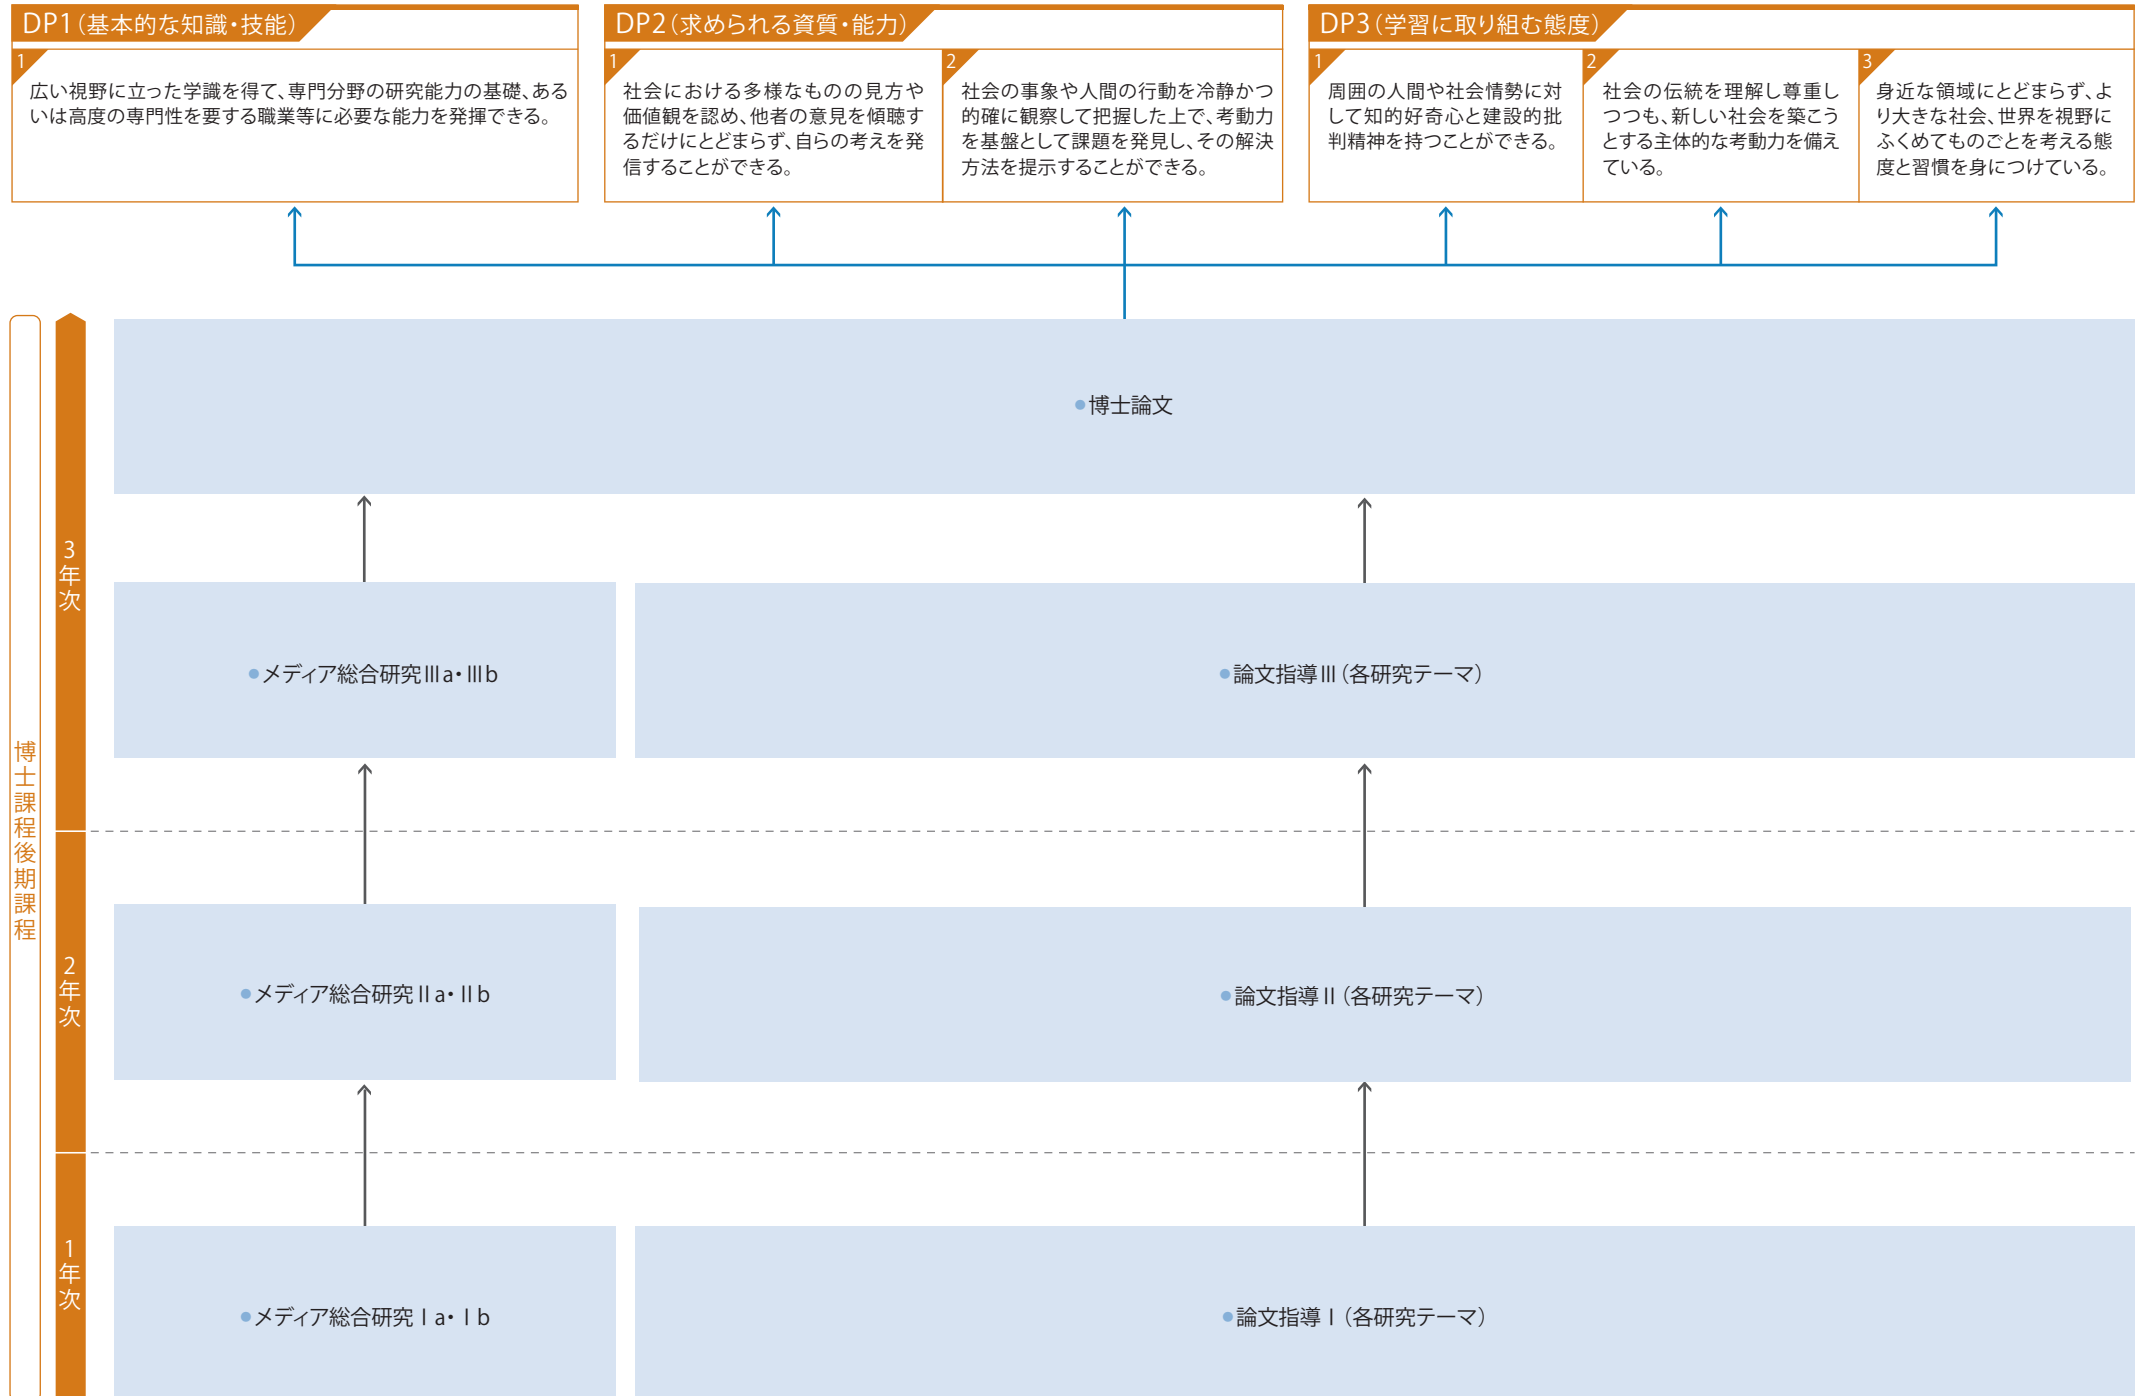 DP1(基本的な知識・技能)
1
広い視野に立った学識を得て、専門分野の研究能力の基礎、ある
いは高度の専門性を要する職業等に必要な能力を発揮できる。
DP2(求められる資質・能力)
1
社会における多様なものの見方や
価値観を認め、他者の意見を傾聴す
るだけにとどまらず、自らの考えを発
信することができる。
2
社会の事象や人間の行動を冷静かつ
的確に観察して把握した上で、考動力
を基盤として課題を発見し、その解決
方法を提示することができる。
DP3(学習に取り組む態度)
1
周囲の人間や社会情勢に対
して知的好奇心と建設的批
判精神を持つことができる。
2
社会の伝統を理解し尊重し
つつも、新しい社会を築こう
とする主体的な考動力を備え
ている。
3
身近な領域にとどまらず、よ
り大きな社会、世界を視野に
ふくめてものごとを考える態
度と習慣を身につけている。
博士課程後期課程
3年次
●博士論文
●メディア総合研究Ⅲa・Ⅲb
●論文指導Ⅲ(各研究テーマ)
2年次
●メディア総合研究Ⅱa・Ⅱb
●論文指導Ⅱ(各研究テーマ)
1年次
●メディア総合研究Ⅰa・Ⅰb
●論文指導Ⅰ(各研究テーマ)